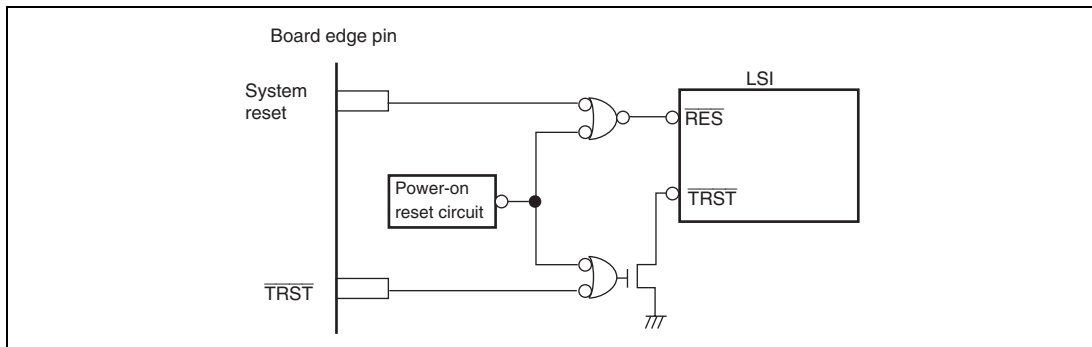 Board edge pin
System
reset
LSI
RES
Power-on
reset circuit
TRST
TRST